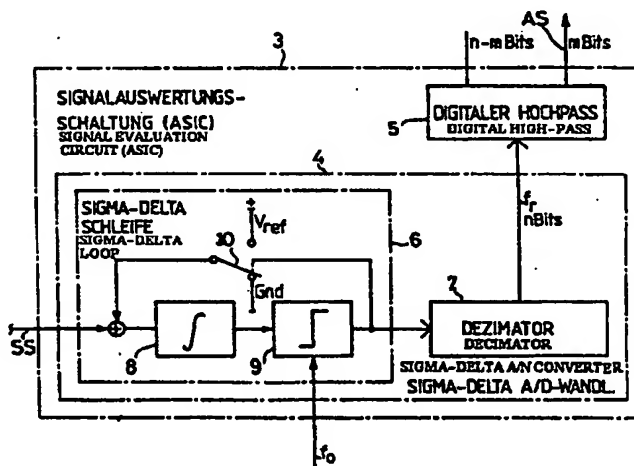 AS
n-mBits
mBits
3
SIGNALAUSWERTUNGS-
SCHALTUNG (ASIC)
SIGNAL EVALUATION
CIRCUIT (ASIC)
5
DIGITALER HOCHPASS
DIGITAL HIGH-PASS
4
fr
nBits
SIGMA-DELTA
SCHLEIFE
SIGMA-DELTA
LOOP
10
+
Vref
6
Gnd
7
SS
8
9
DEZIMATOR
DECIMATOR
SIGMA-DELTA A/N CONVERTER
SIGMA-DELTA A/D-WANDL.
fo